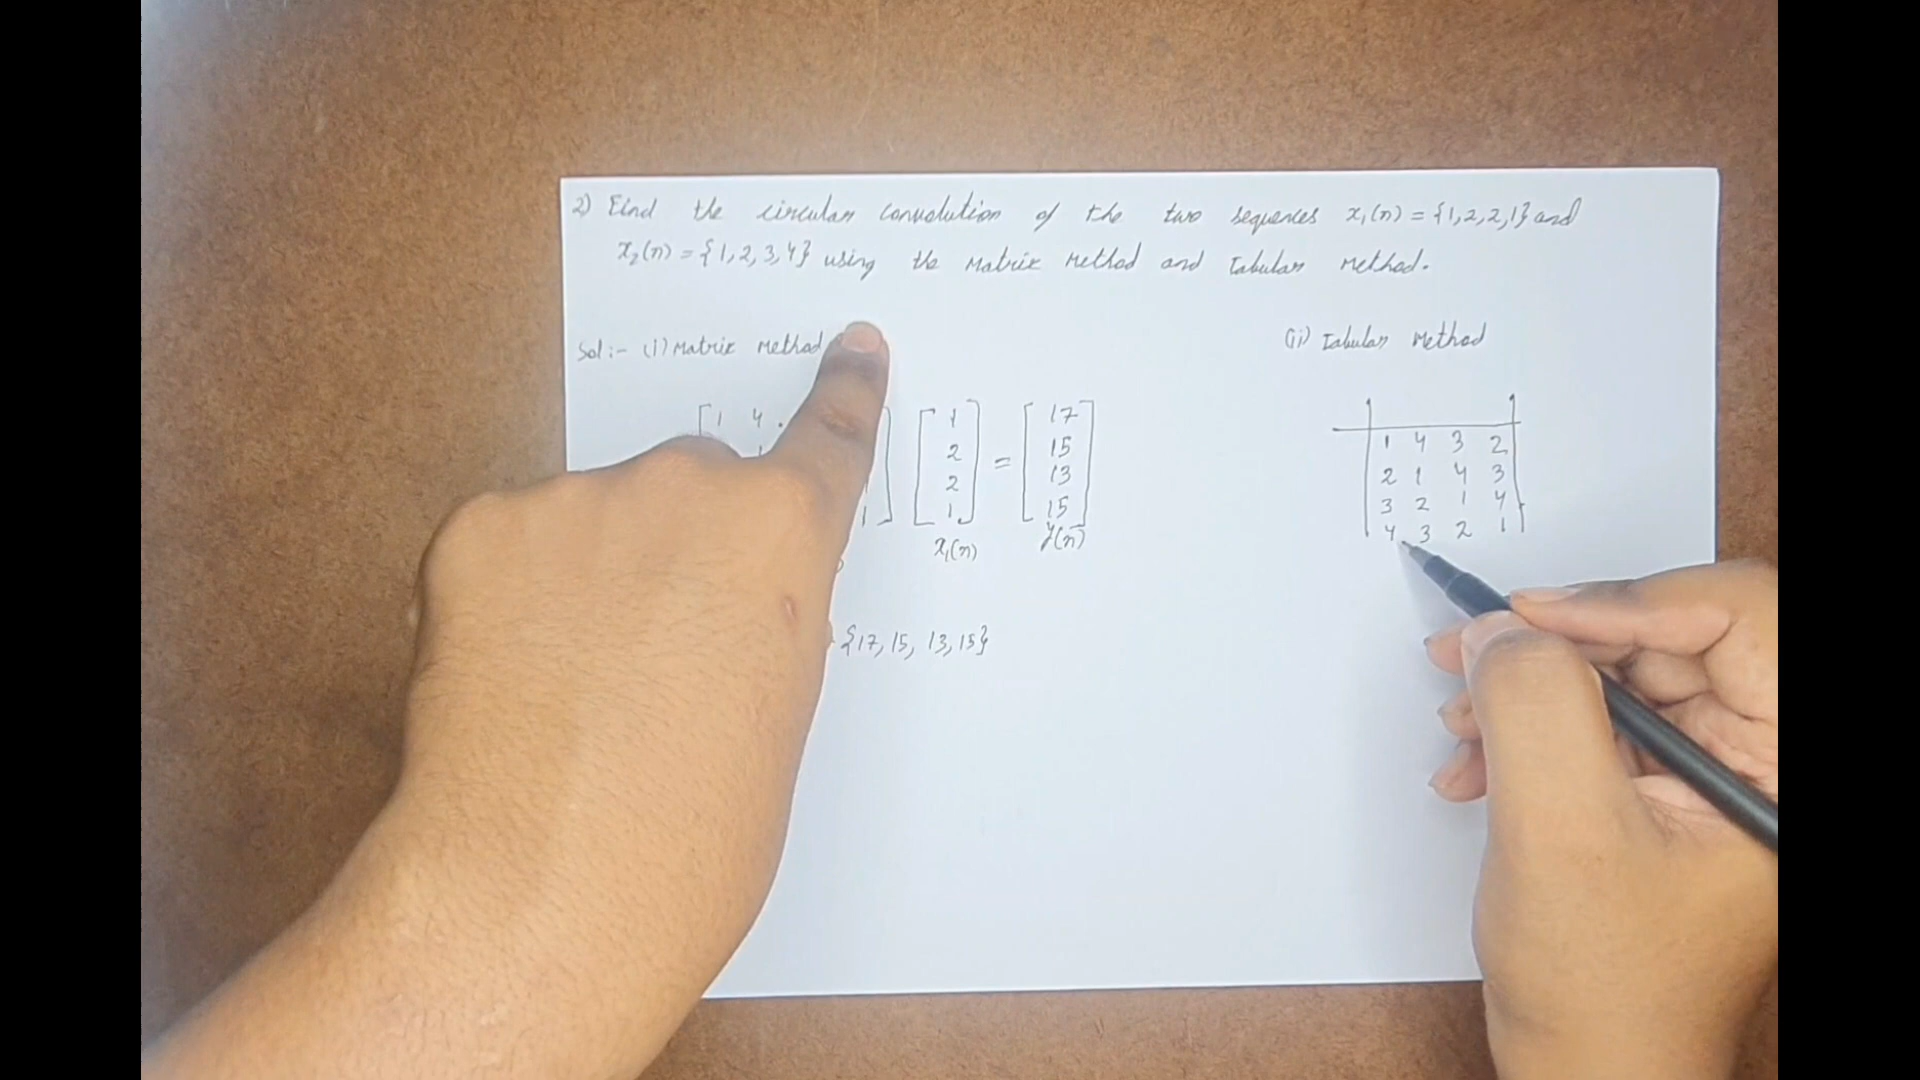 2) Find the circular convolution of the two sequences x₁(n) = {1,2,2,1} and
x₂(n) = {1,2,3,4} using the Matrix Method and Tabular Method.
Sol:- (i) Matrix Method
(ii) Tabular Method
1 4
1 1 17
2 15
2 = 13
1 1 15
x₁(n) y(n)
{17, 15, 13, 15}
1 4 3 2
2 1 4 3
3 2 1 4
4 3 2 1